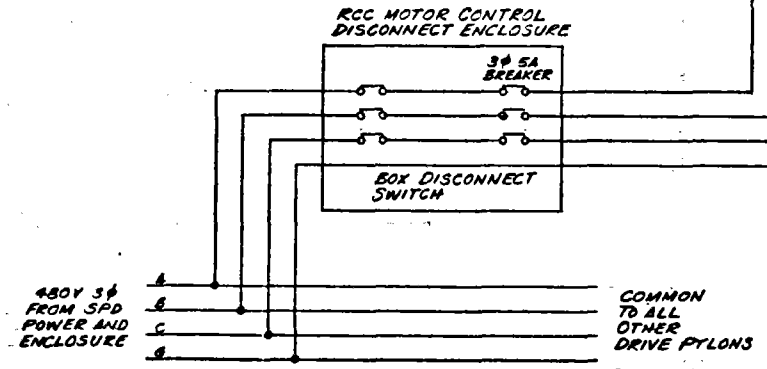 RCC MOTOR CONTROL
DISCONNECT ENCLOSURE
3φ 5A
BREAKER
BOX DISCONNECT
SWITCH
480V 3φ
FROM SPD
POWER AND
ENCLOSURE
A
B
C
G
COMMON
TO ALL
OTHER
DRIVE PYLONS